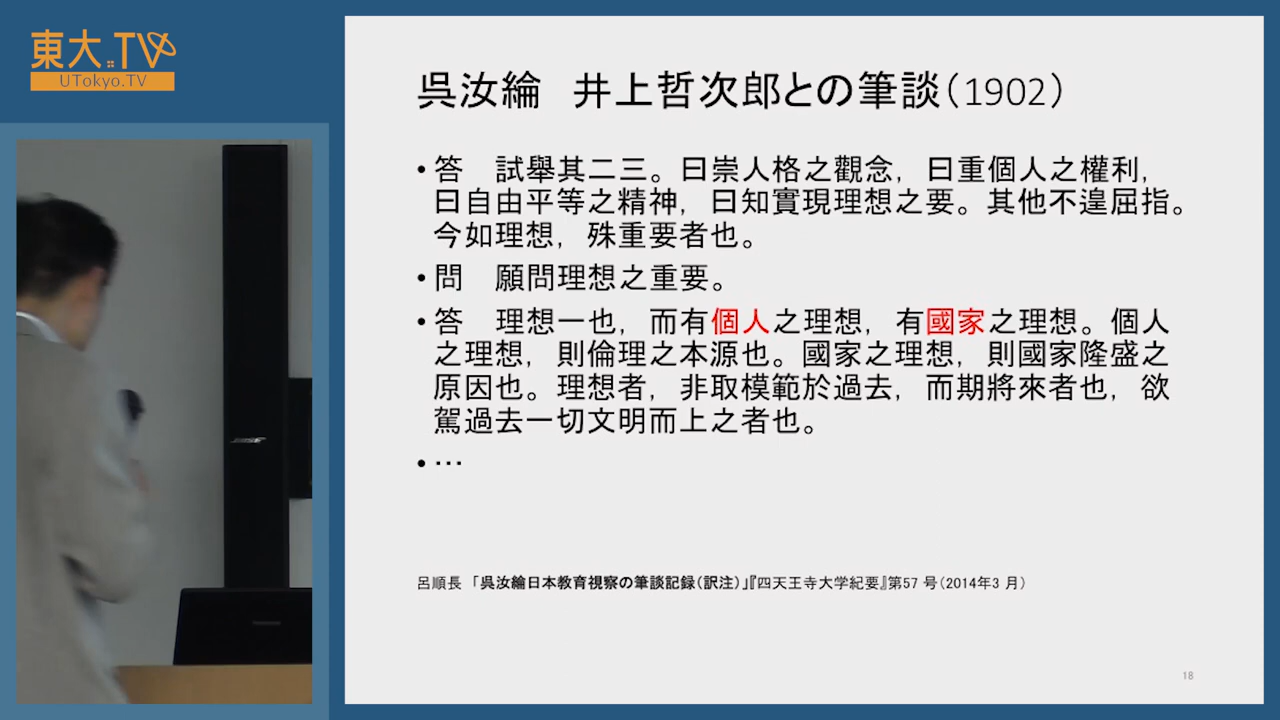 東大.TV
UTokyo.TV
呉汝綸　井上哲次郎との筆談（1902）
• 答　試舉其二三。曰崇人格之觀念，曰重個人之權利，
曰自由平等之精神，曰知實現理想之要。其他不遑屈指。
今如理想，殊重要者也。
• 問　願問理想之重要。
• 答　理想一也，而有個人之理想，有國家之理想。個人
之理想，則倫理之本源也。國家之理想，則國家隆盛之
原因也。理想者，非取模範於過去，而期將來者也，欲
駕過去一切文明而上之者也。
• …
呂順長 「呉汝綸日本教育視察の筆談記録（訳注）」『四天王寺大学紀要』第57 号（2014年3 月）
18
BOSE